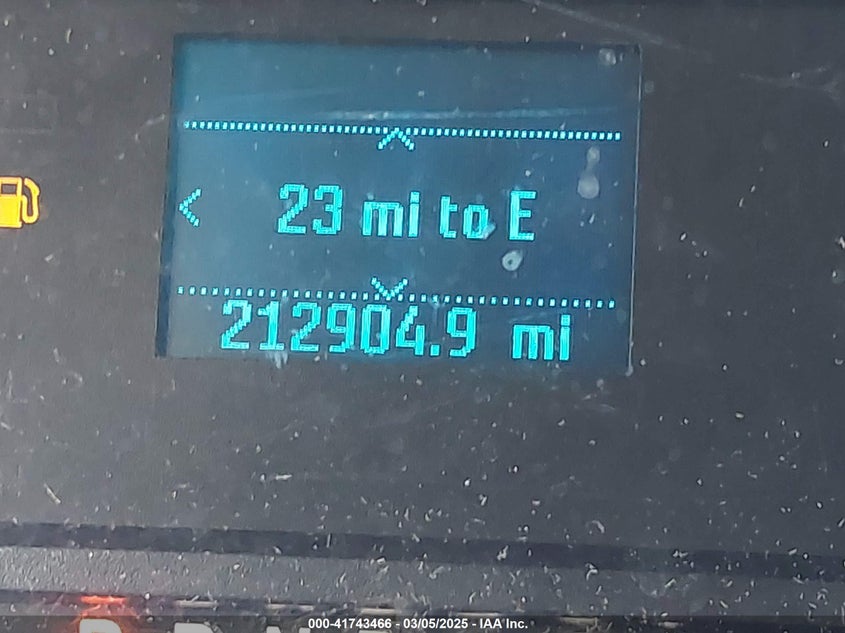 23 mi to E
212904.9 mi
000-41743466 - 03/05/2025 - IAA Inc.